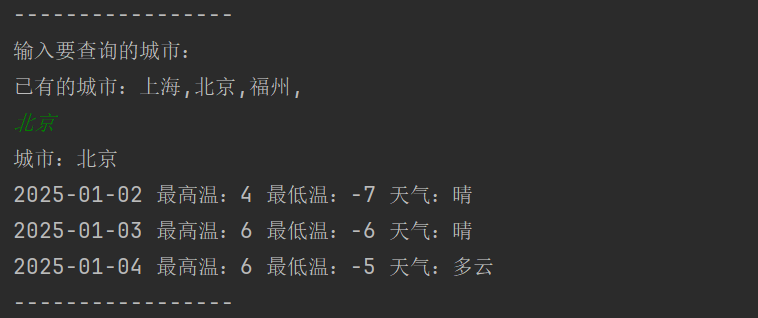 -----------------
输入要查询的城市:
已有的城市: 上海,北京,福州,
北京
城市: 北京
2025-01-02 最高温: 4 最低温: -7 天气: 晴
2025-01-03 最高温: 6 最低温: -6 天气: 晴
2025-01-04 最高温: 6 最低温: -5 天气: 多云
-----------------